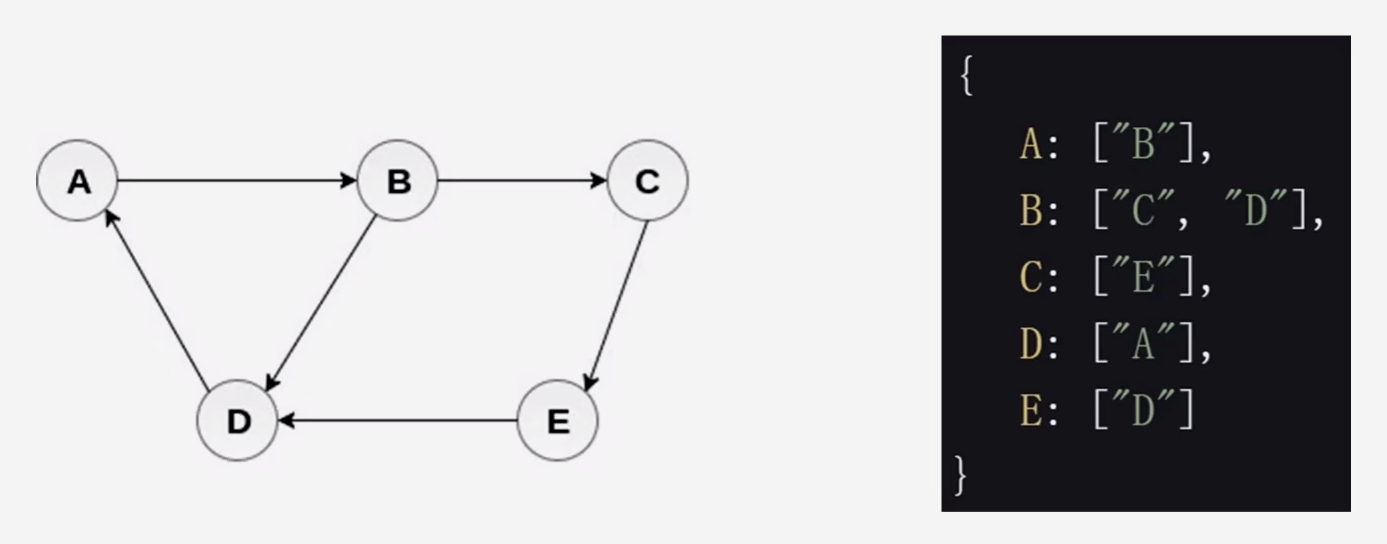 A
B
C
D
E
{
A: ["B"],
B: ["C", "D"],
C: ["E"],
D: ["A"],
E: ["D"]
}